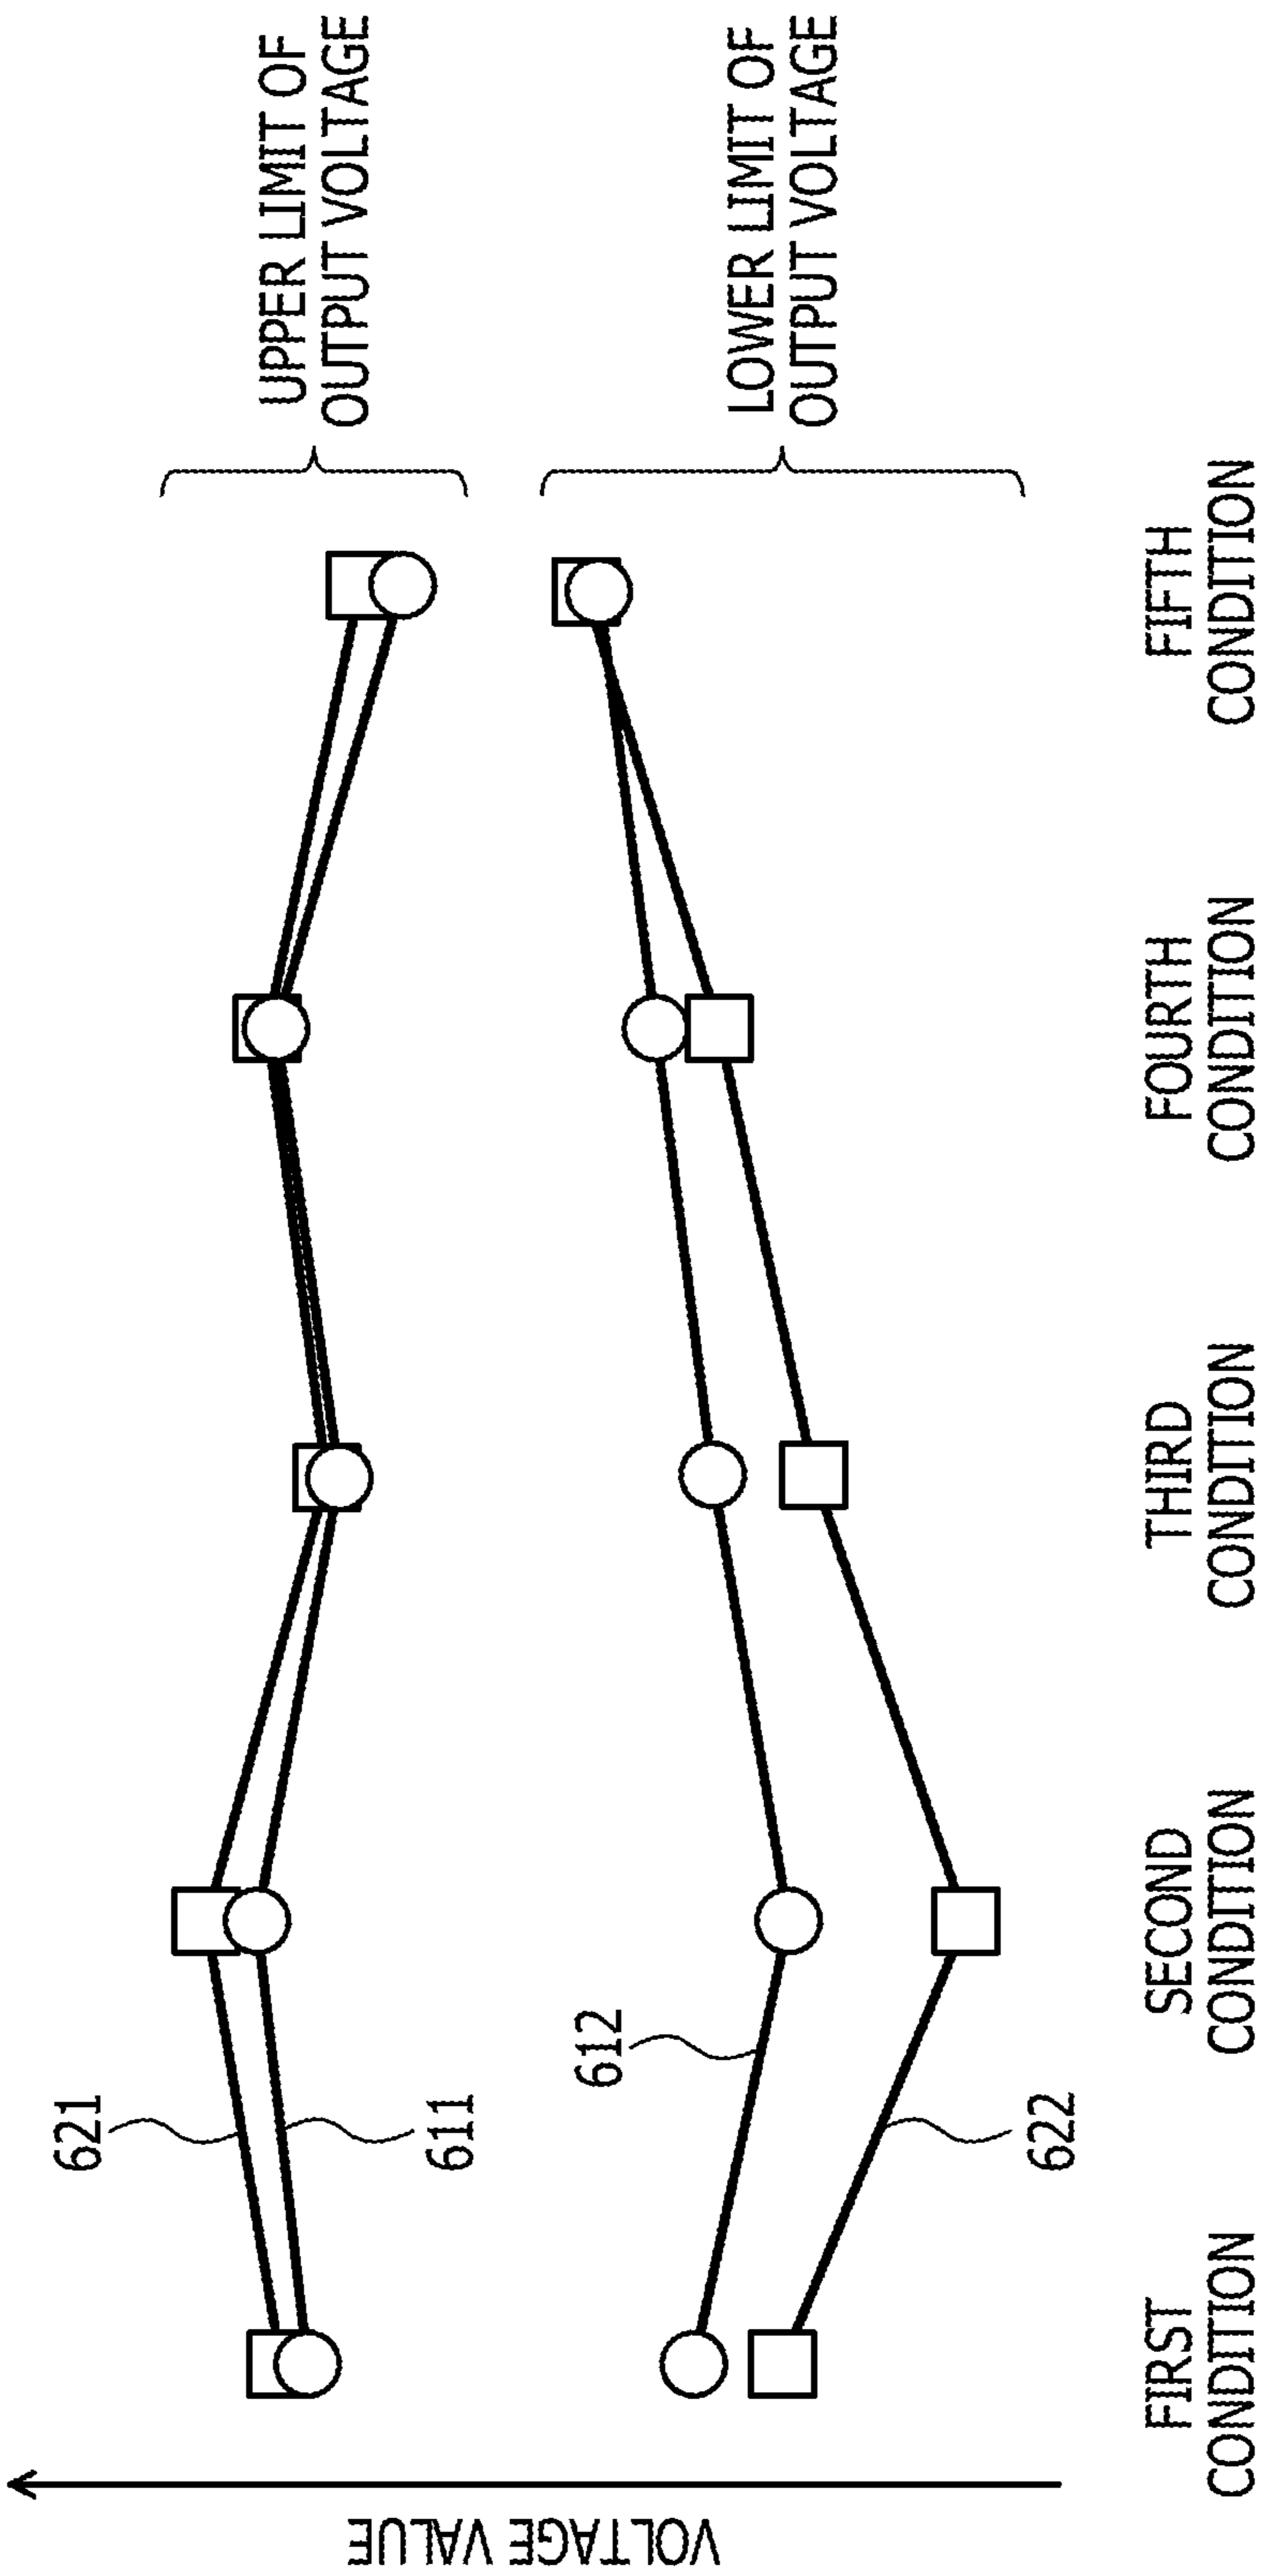 VOLTAGE VALUE
621
611
612
622
UPPER LIMIT OF
OUTPUT VOLTAGE
LOWER LIMIT OF
OUTPUT VOLTAGE
FIRST
CONDITION
SECOND
CONDITION
THIRD
CONDITION
FOURTH
CONDITION
FIFTH
CONDITION